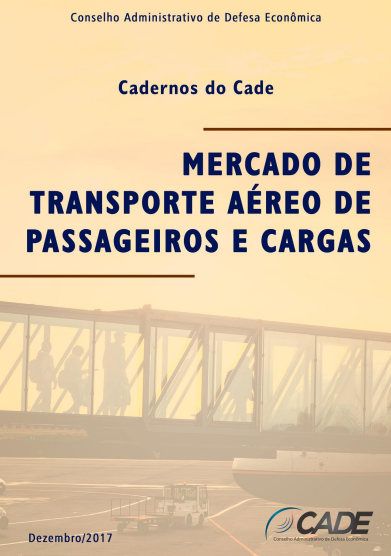 Conselho Administrativo de Defesa Econômica
Cadernos do Cade
MERCADO DE
TRANSPORTE AÉREO DE
PASSAGEIROS E CARGAS
CADE
Conselho Administrativo de Defesa Econômica
Dezembro/2017